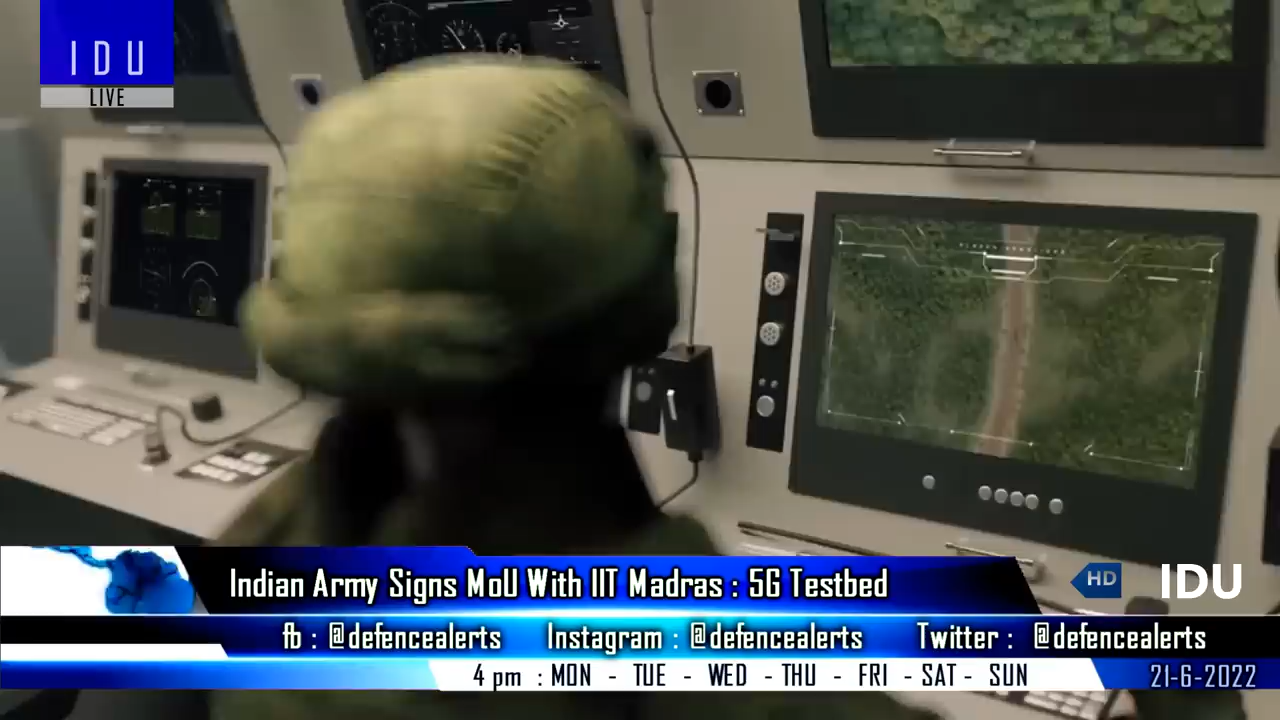 IDU
LIVE
Indian Army Signs MoU With IIT Madras : 5G Testbed
HD
IDU
fb : @defencealerts Instagram : @defencealerts Twitter : @defencealerts
4 pm : MON - TUE - WED - THU - FRI - SAT - SUN
21-6-2022